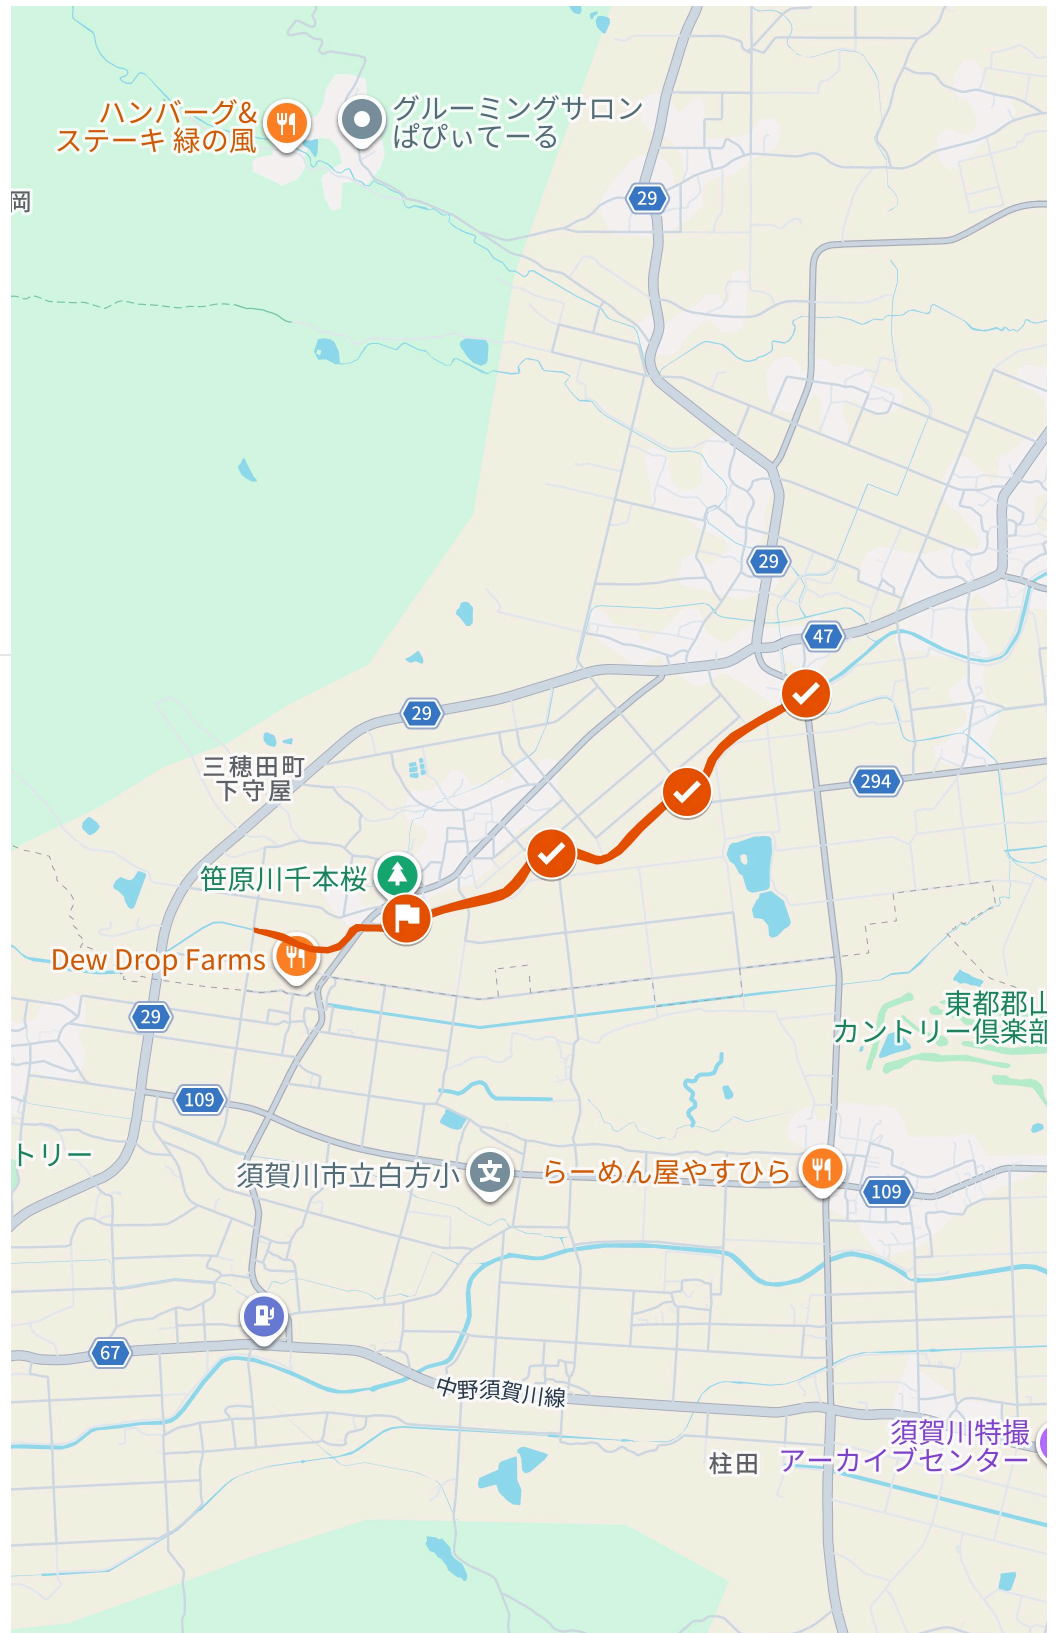 ハンバーグ&
ステーキ 緑の風
グルーミングサロン
ぱぴぃてーる
岡
29
29
47
29
三穂田町
下守屋
294
笹原川千本桜
Dew Drop Farms
29
東都郡山
カントリー倶楽部
109
トリー
須賀川市立白方小
文
らーめん屋やすひら
109
67
中野須賀川線
須賀川特撮
アーカイブセンター
柱田